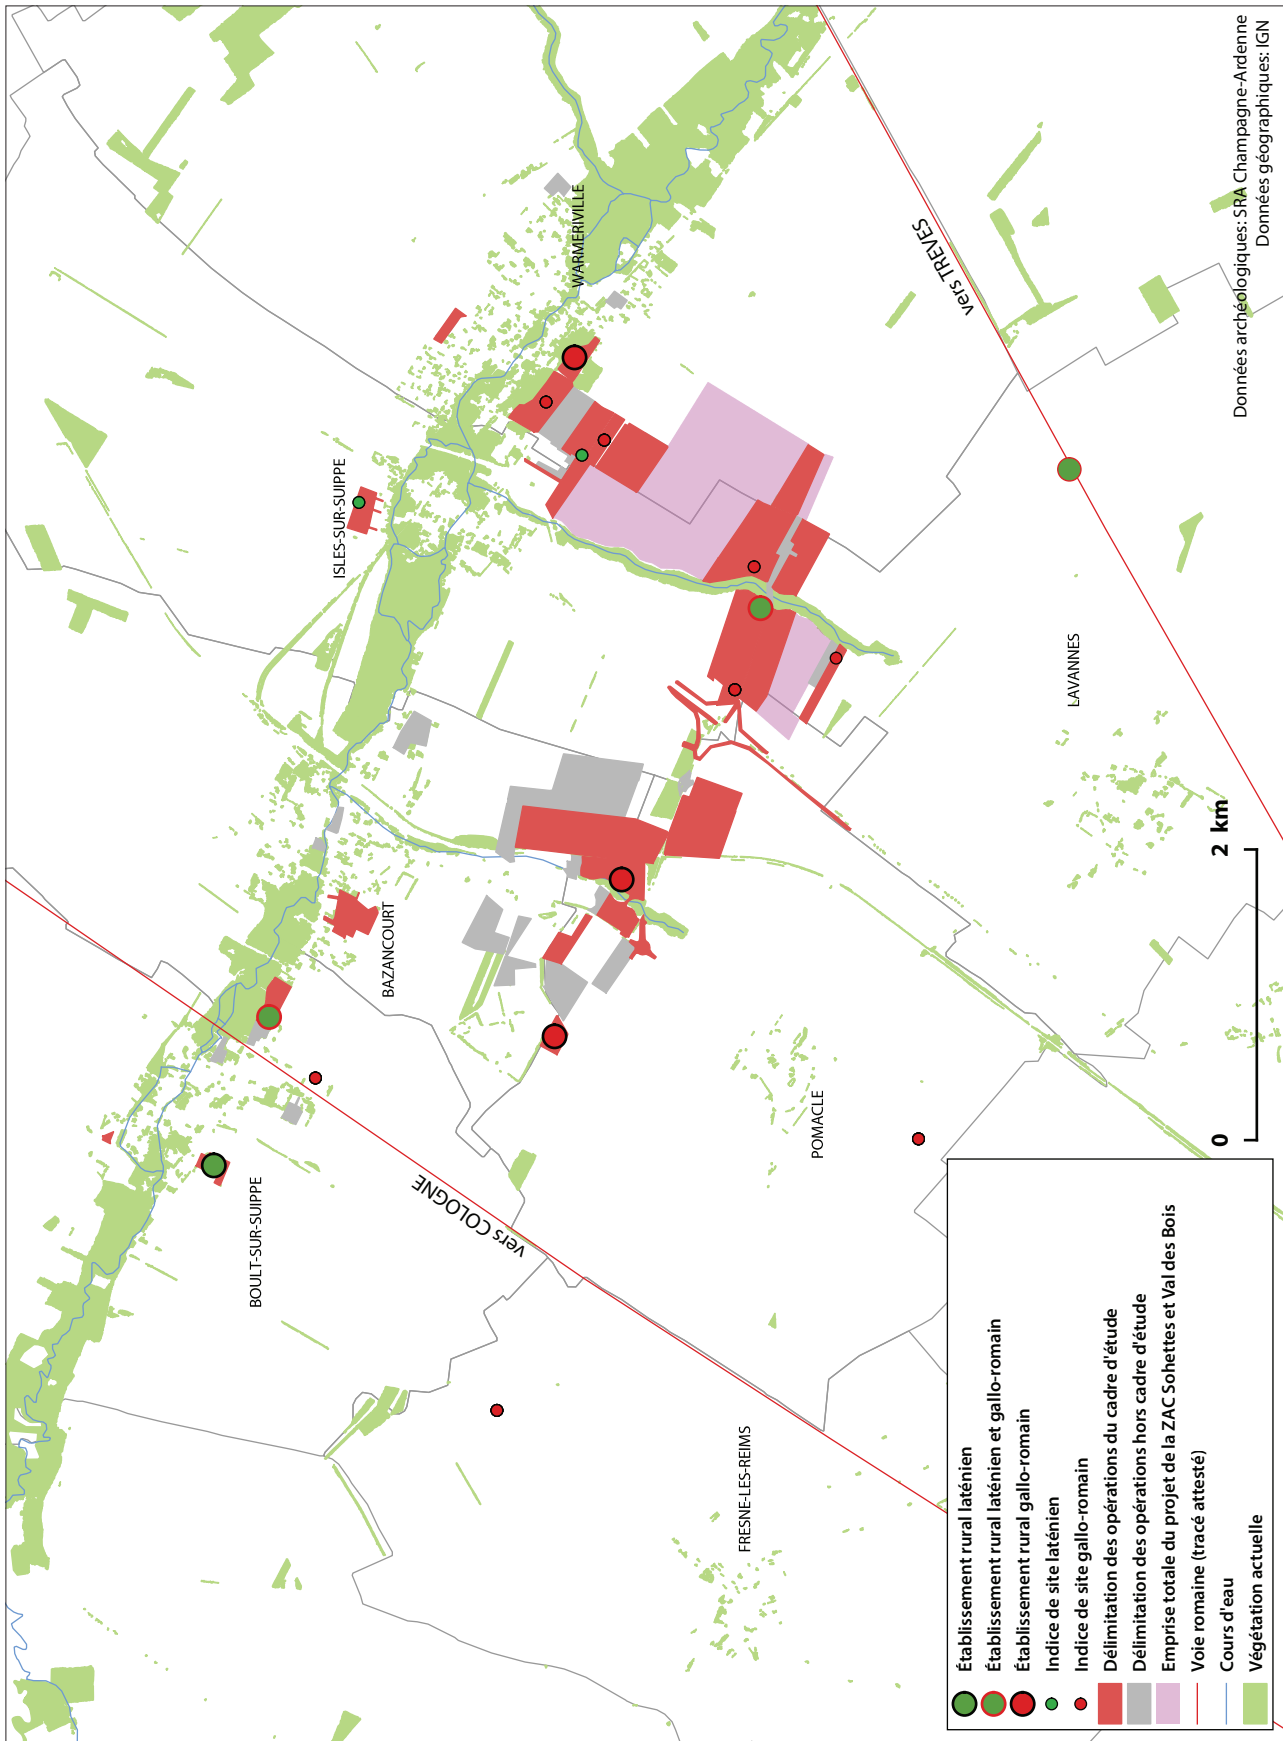 WARMERIVILLE
ISLES-SUR-SUIPPE
vers TREVES
LAVANNES
BAZANCOURT
BOULT-SUR-SUIPPE
vers COLOGNE
POMACLE
FRESNE-LES-REIMS
Données archéologiques: SRA Champagne-Ardenne
Données géographiques: IGN
0 2 km
Établissement rural laténien
Établissement rural laténien et gallo-romain
Établissement rural gallo-romain
Indice de site laténien
Indice de site gallo-romain
Délimitation des opérations du cadre d'étude
Délimitation des opérations hors cadre d'étude
Emprise totale du projet de la ZAC Sohettes et Val des Bois
Voie romaine (tracé attesté)
Cours d'eau
Végétation actuelle